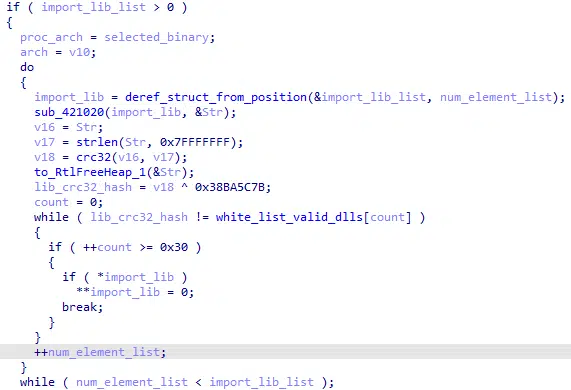 if ( import_lib_list > 0 )
{
  proc_arch = selected_binary;
  arch = v10;
  do
  {
    import_lib = deref_struct_from_position(&import_lib_list, num_element_list);
    sub_421020(import_lib, &Str);
    v16 = Str;
    v17 = strlen(Str, 0x7FFFFFFF);
    v18 = crc32(v16, v17);
    to_RtlFreeHeap_1(&Str);
    lib_crc32_hash = v18 ^ 0x38BA5C7B;
    count = 0;
    while ( lib_crc32_hash != white_list_valid_dlls[count] )
    {
      if ( ++count >= 0x30 )
      {
        if ( *import_lib )
          **import_lib = 0;
        break;
      }
    }
    ++num_element_list;
  }
  while ( num_element_list < import_lib_list );